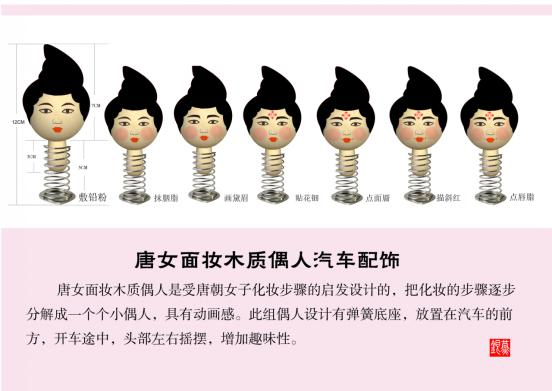 12CM
7CM
3CM
5CM
敷铅粉
抹胭脂
画黛眉
贴花钿
点面靥
描斜红
点唇脂
唐女面妆木质偶人汽车配饰
唐女面妆木质偶人是受唐朝女子化妆步骤的启发设计的，把化妆的步骤逐步
分解成一个个小偶人，具有动画感。此组偶人设计有弹簧底座，放置在汽车的前
方，开车途中，头部左右摇摆，增加趣味性。